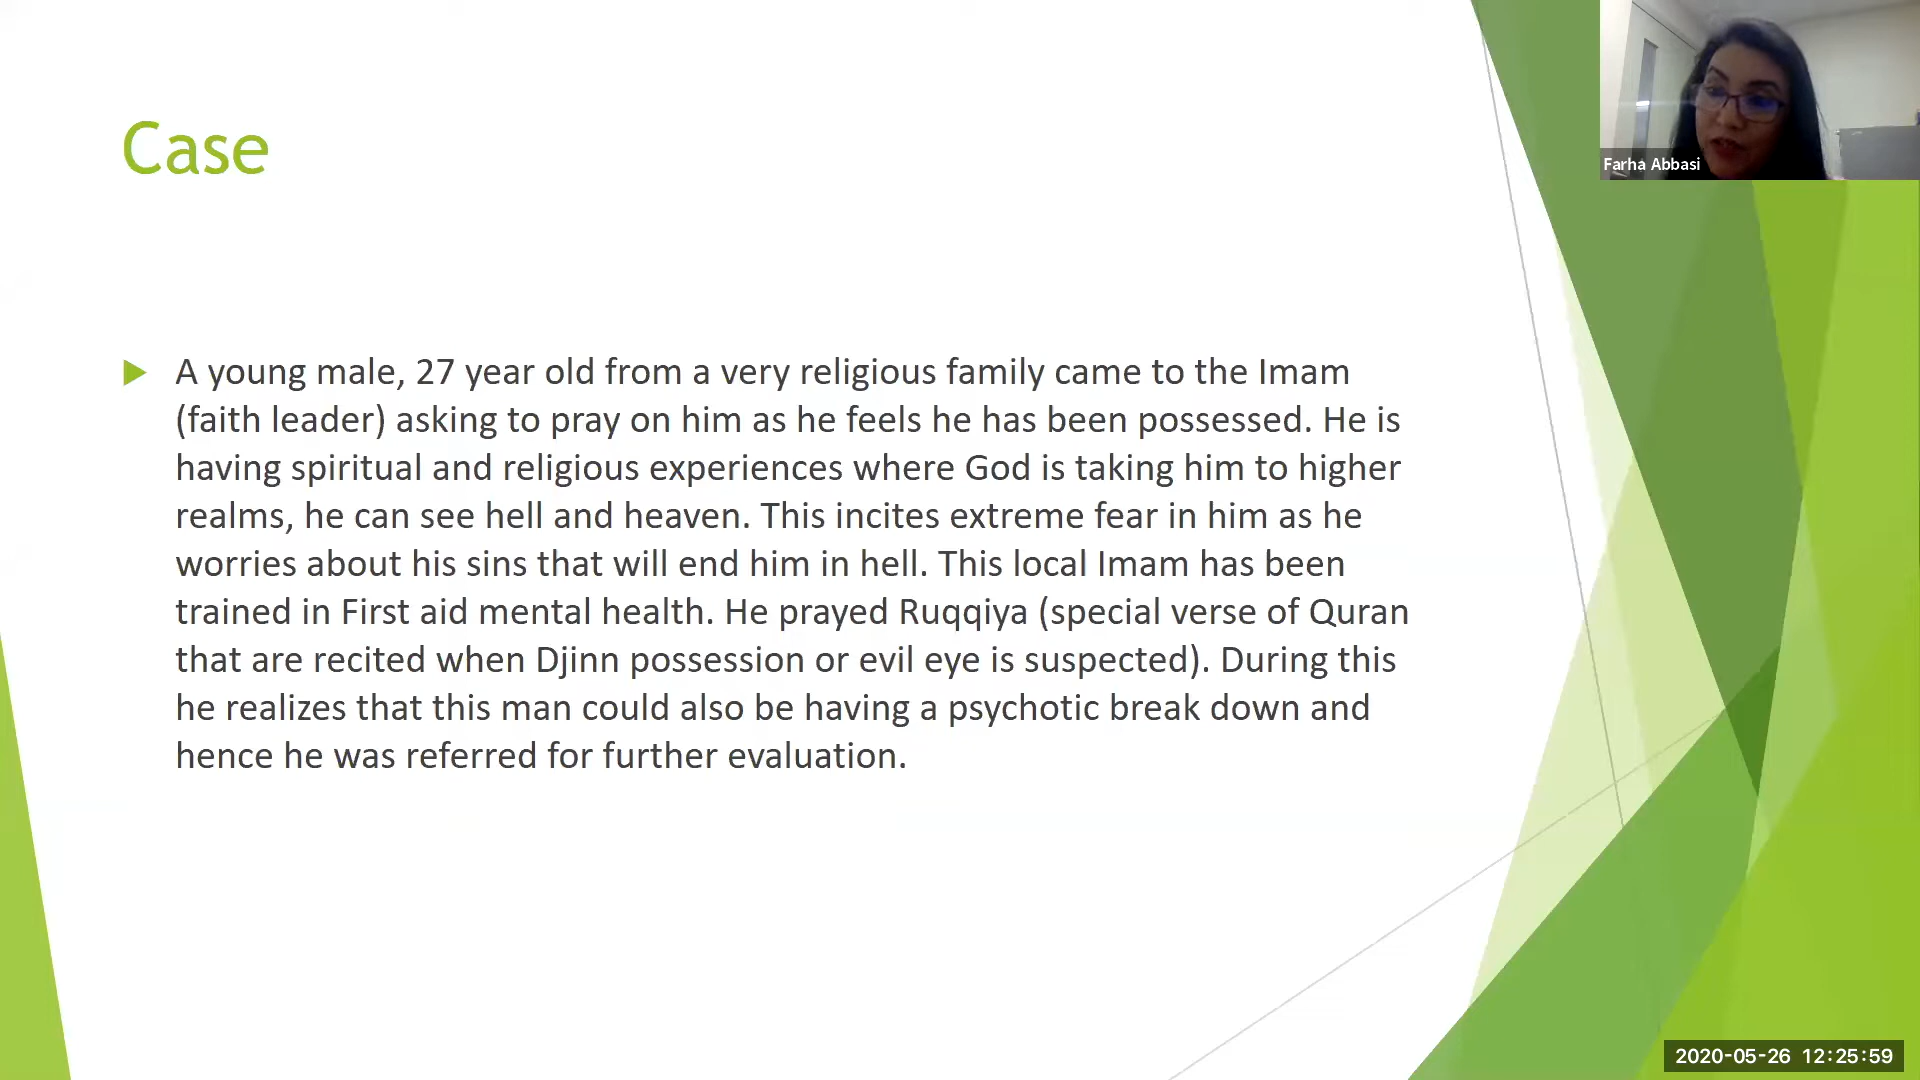 Case
A young male, 27 year old from a very religious family came to the Imam
(faith leader) asking to pray on him as he feels he has been possessed. He is
having spiritual and religious experiences where God is taking him to higher
realms, he can see hell and heaven. This incites extreme fear in him as he
worries about his sins that will end him in hell. This local Imam has been
trained in First aid mental health. He prayed Ruqqiya (special verse of Quran
that are recited when Djinn possession or evil eye is suspected). During this
he realizes that this man could also be having a psychotic break down and
hence he was referred for further evaluation.
Farha Abbasi
2020-05-26 12:25:59